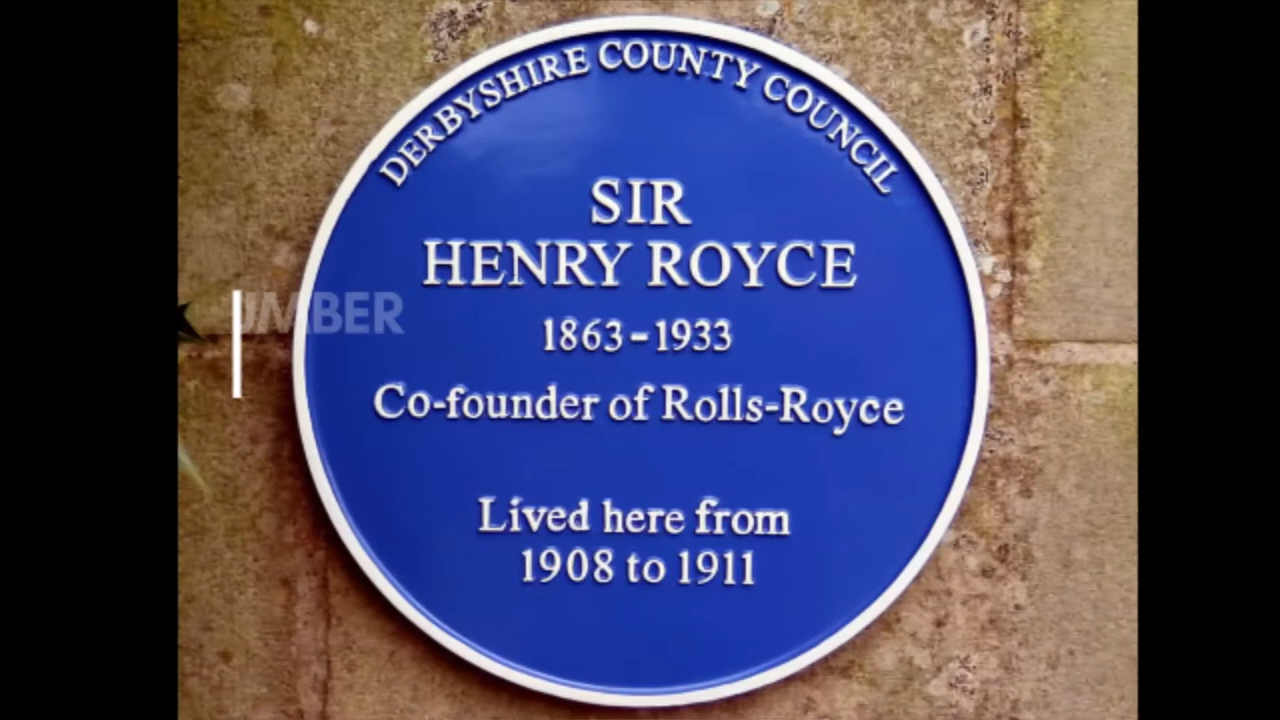 DERBYSHIRE COUNTY COUNCIL
SIR
HENRY ROYCE
1863-1933
Co-founder of Rolls-Royce
Lived here from
1908 to 1911